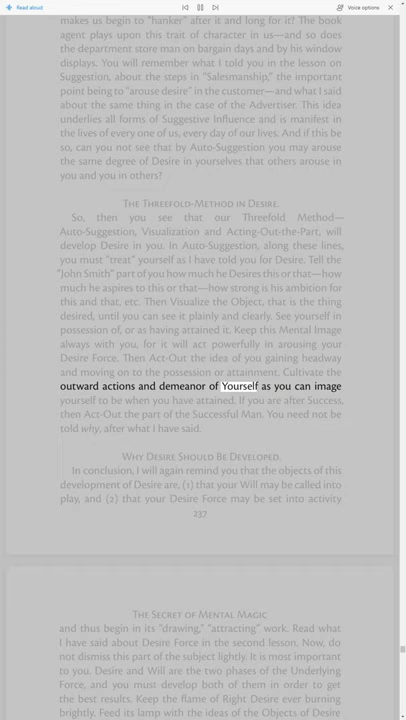 Read aloud
Voice options
makes us begin to "hanker" after it and long for it? The book
agent plays upon this trait of character in us—and so does
the department store man on bargain days and by his window
displays. You will remember what I told you in the lesson on
Suggestion, about the steps in "Salesmanship," the important
point being to "arouse desire" in the customer—and what I said
about the same thing in the case of the Advertiser. This idea
underlies all forms of Suggestive Influence and is manifest in
the lives of every one of us, every day of our lives. And if this be
so, can you not see that by Auto-Suggestion you may arouse
the same degree of Desire in yourselves that others arouse in
you and you in others?
The Threefold-Method in Desire.
So, then you see that our Threefold Method—
Auto-Suggestion, Visualization and Acting-Out-the-Part, will
develop Desire in you. In Auto-Suggestion, along these lines,
you must "treat" yourself as I have told you for Desire. Tell the
"John Smith" part of you how much he Desires this or that—how
much he aspires to this or that—how strong is his ambition for
this and that, etc. Then Visualize the Object, that is the thing
desired, until you can see it plainly and clearly. See yourself in
possession of, or as having attained it. Keep this Mental Image
always with you, for it will act powerfully in arousing your
Desire Force. Then Act-Out the idea of you gaining headway
and moving on to the possession or attainment. Cultivate the
outward actions and demeanor of Yourself as you can image
yourself to be when you have attained. If you are after Success,
then Act-Out the part of the Successful Man. You need not be
told why, after what I have said.
Why Desire Should Be Developed.
In conclusion, I will again remind you that the objects of this
development of Desire are, (1) that your Will may be called into
play, and (2) that your Desire Force may be set into activity
237
The Secret of Mental Magic
and thus begin in its "drawing," "attracting" work. Read what
I have said about Desire Force in the second lesson. Now, do
not dismiss this part of the subject lightly. It is most important
to you. Desire and Will are the two phases of the Underlying
Force, and you must develop both of them in order to get
the best results. Keep the flame of Right Desire ever burning
brightly. Feed its lamp with the ideas of the Objects of Desire